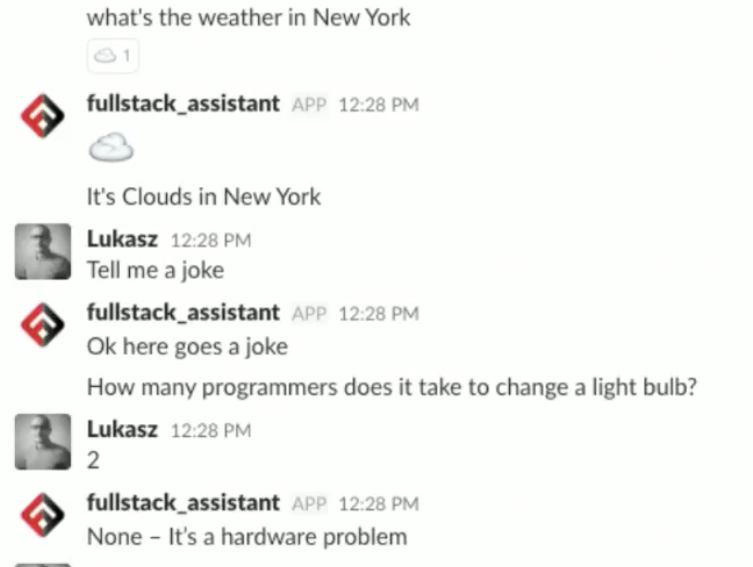 what's the weather in New York
1
fullstack_assistant APP 12:28 PM
It's Clouds in New York
Lukasz 12:28 PM
Tell me a joke
fullstack_assistant APP 12:28 PM
Ok here goes a joke
How many programmers does it take to change a light bulb?
Lukasz 12:28 PM
2
fullstack_assistant APP 12:28 PM
None – It's a hardware problem